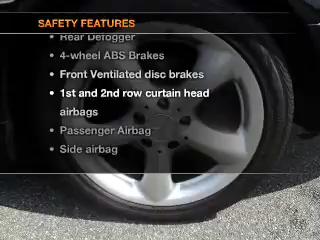 SAFETY FEATURES
• Rear Defogger
• 4-wheel ABS Brakes
• Front Ventilated disc brakes
• 1st and 2nd row curtain head
airbags
• Passenger Airbag
• Side airbag